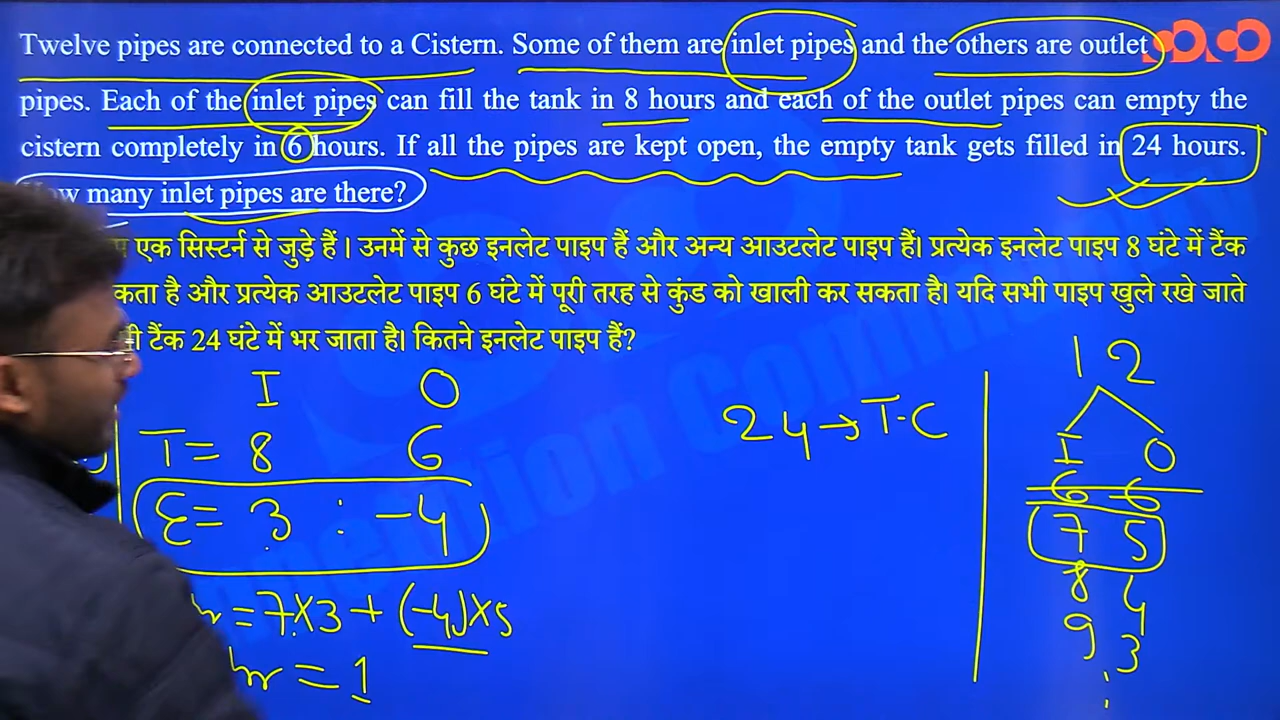 Twelve pipes are connected to a Cistern. Some of them are inlet pipes and the others are outlet
pipes. Each of the inlet pipes can fill the tank in 8 hours and each of the outlet pipes can empty the
cistern completely in 6 hours. If all the pipes are kept open, the empty tank gets filled in 24 hours.
How many inlet pipes are there?
एक सिस्टर्न से जुड़े हैं। उनमें से कुछ इनलेट पाइप हैं और अन्य आउटलेट पाइप हैं। प्रत्येक इनलेट पाइप 8 घंटे में टैंक
कता है और प्रत्येक आउटलेट पाइप 6 घंटे में पूरी तरह से कुंड को खाली कर सकता है। यदि सभी पाइप खुले रखे जाते
टैंक 24 घंटे में भर जाता है। कितने इनलेट पाइप हैं?
I O
T = 8 6
E = 3 : -4
hr = 7×3 + (-4)×5
hr = 1
24 → T.C
12
I O
6 6
7 5
8 4
9 3